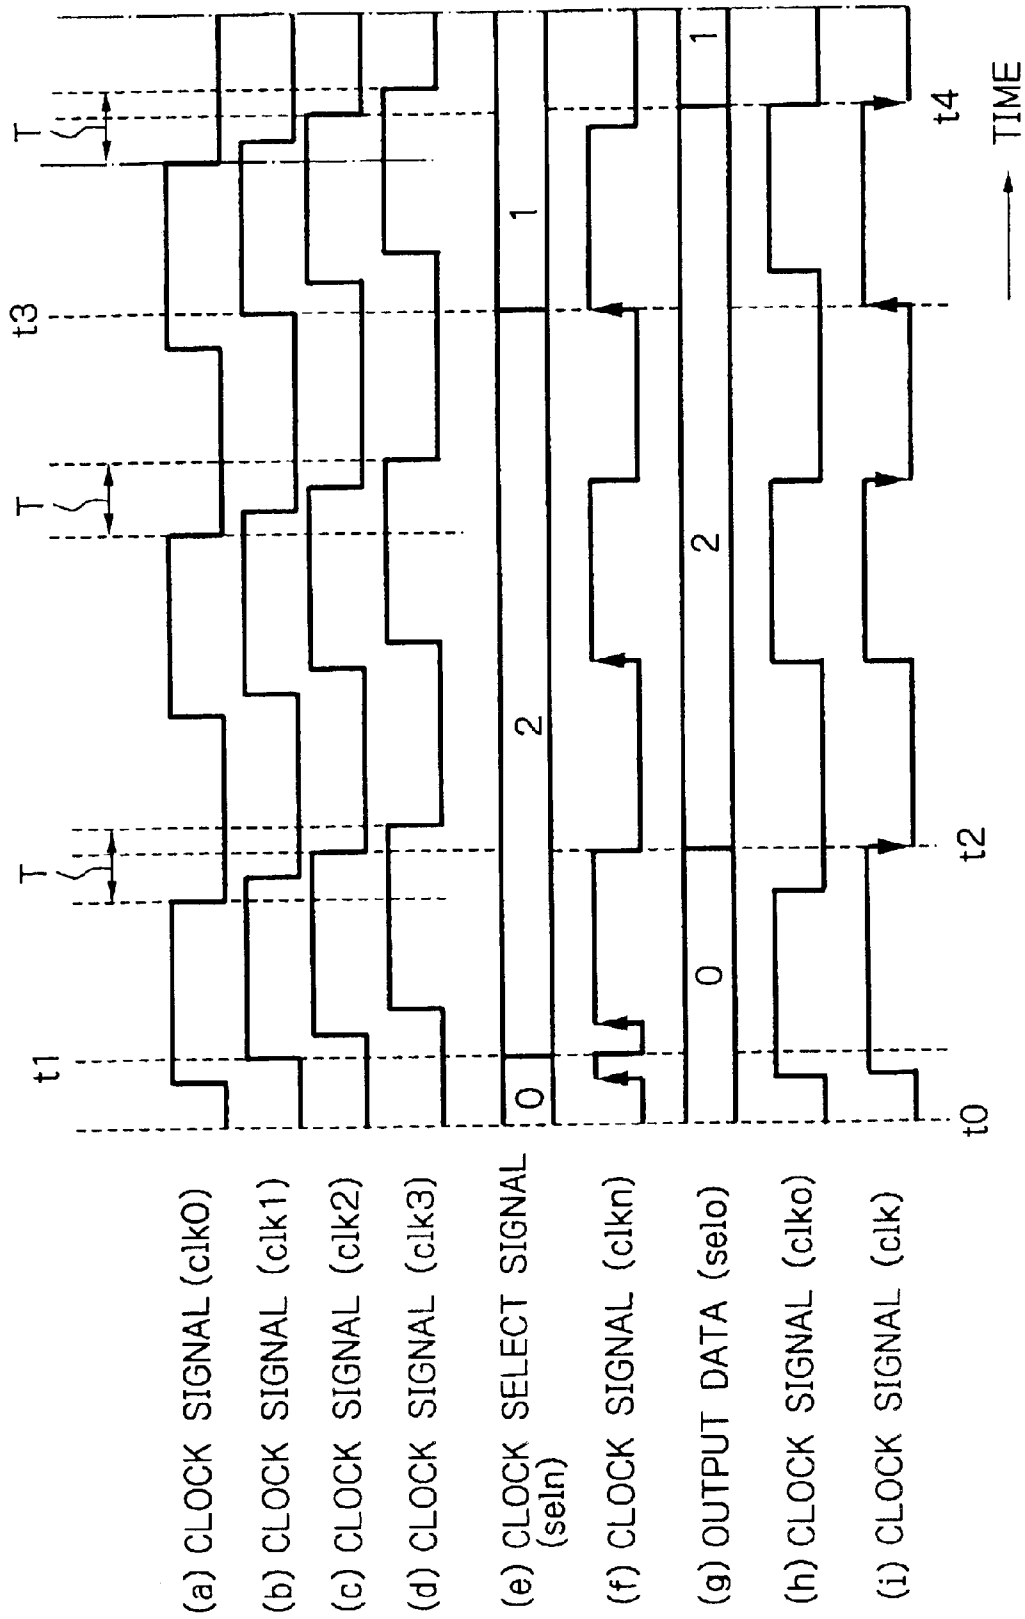 t1
t3
T
T
T
(a) CLOCK SIGNAL (clk0)
(b) CLOCK SIGNAL (clk1)
(c) CLOCK SIGNAL (clk2)
(d) CLOCK SIGNAL (clk3)
(e) CLOCK SELECT SIGNAL
(seln)
0
2
1
(f) CLOCK SIGNAL (clkn)
(g) OUTPUT DATA (selo)
0
2
1
(h) CLOCK SIGNAL (clko)
(i) CLOCK SIGNAL (clk)
t0
t2
t4
TIME